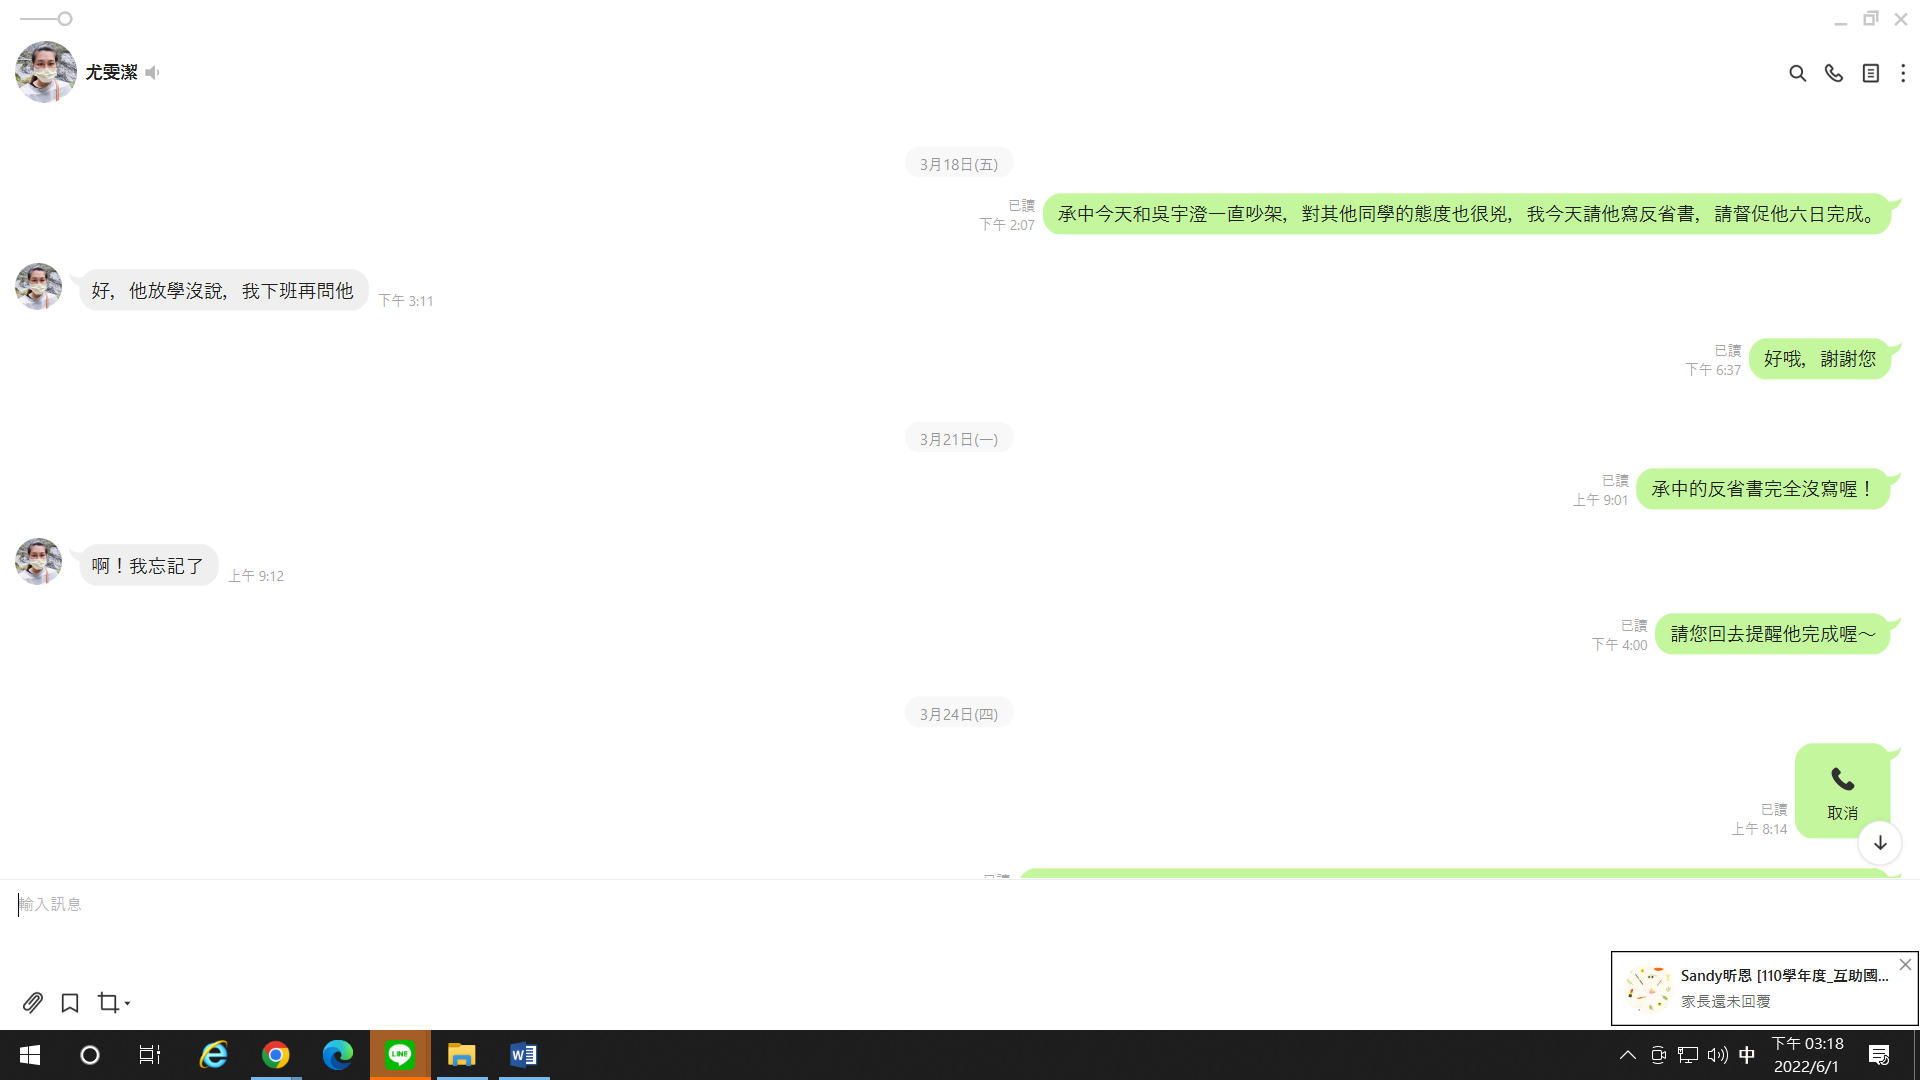 尤雯潔
3月18日(五)
已讀
下午 2:07
承中今天和吳宇澄一直吵架，對其他同學的態度也很兇，我今天請他寫反省書，請督促他六日完成。
好，他放學沒說，我下班再問他
下午 3:11
已讀
下午 6:37
好哦，謝謝您
3月21日(一)
已讀
上午 9:01
承中的反省書完全沒寫喔！
啊！我忘記了
上午 9:12
已讀
下午 4:00
請您回去提醒他完成喔～
3月24日(四)
取消
已讀
上午 8:14
已讀
輸入訊息
Sandy昕恩 [110學年度_互助國...
家長還未回覆
LINE
中
下午 03:18
2022/6/1